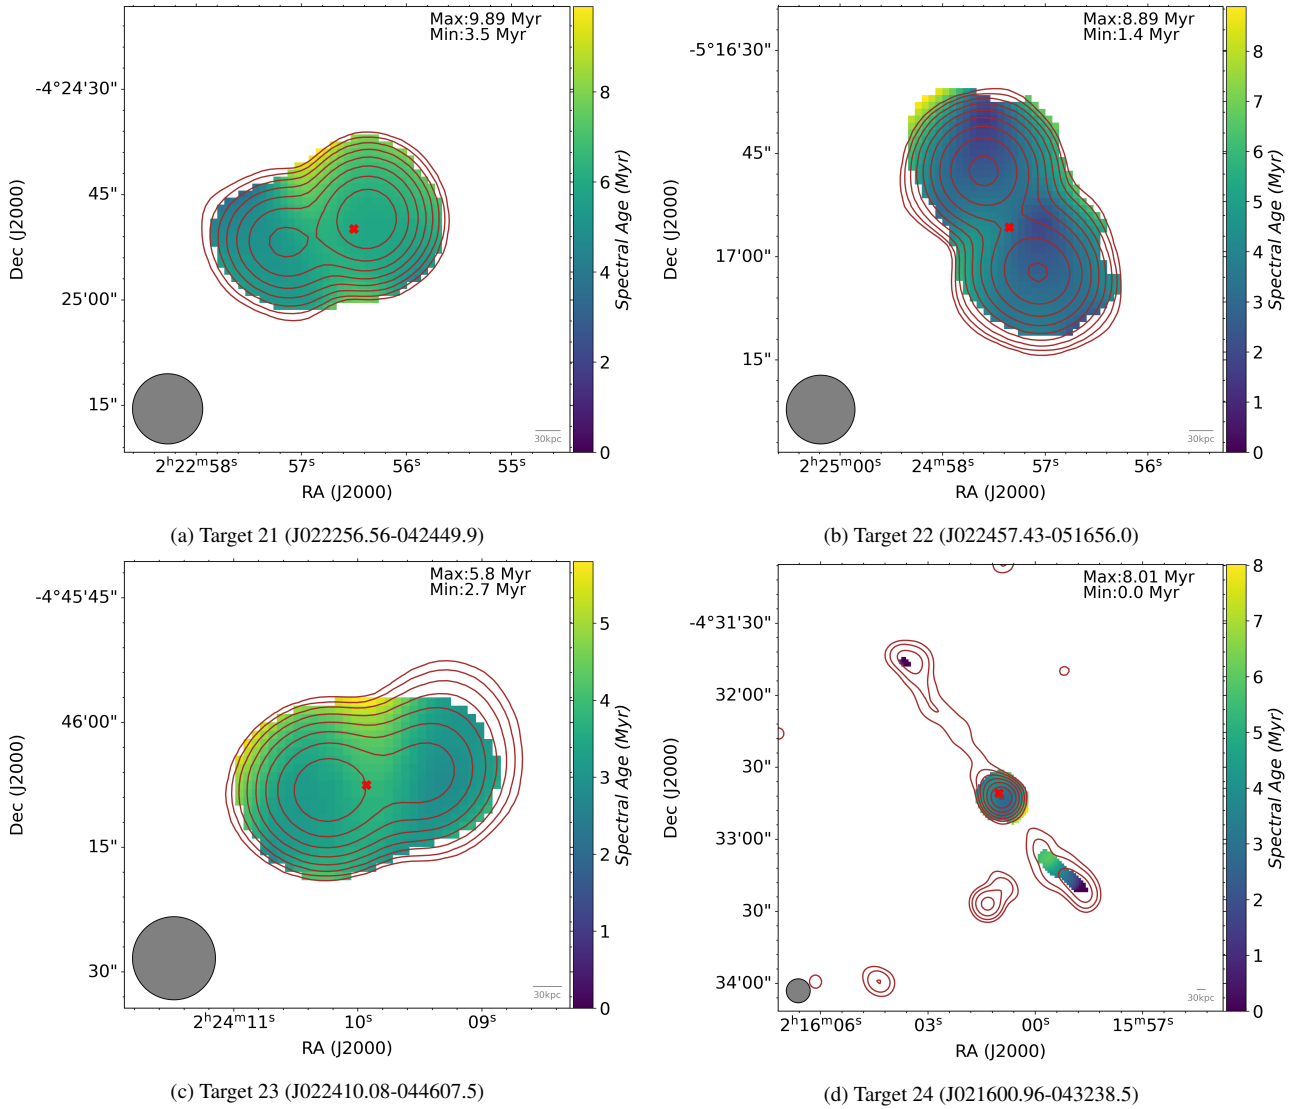 Max:9.89 Myr
Min:3.5 Myr
-4°24'30"
45"
25'00"
15"
Dec (J2000)
2ʰ22ᵐ58ˢ
57ˢ
56ˢ
55ˢ
RA (J2000)
30kpc
8
6
4
2
0
Spectral Age (Myr)
(a) Target 21 (J022256.56-042449.9)
Max:8.89 Myr
Min:1.4 Myr
-5°16'30"
45"
17'00"
15"
Dec (J2000)
2ʰ25ᵐ00ˢ
24ᵐ58ˢ
57ˢ
56ˢ
RA (J2000)
30kpc
8
7
6
5
4
3
2
1
0
Spectral Age (Myr)
(b) Target 22 (J022457.43-051656.0)
Max:5.8 Myr
Min:2.7 Myr
-4°45'45"
46'00"
15"
30"
Dec (J2000)
2ʰ24ᵐ11ˢ
10ˢ
09ˢ
RA (J2000)
30kpc
5
4
3
2
1
0
Spectral Age (Myr)
(c) Target 23 (J022410.08-044607.5)
Max:8.01 Myr
Min:0.0 Myr
-4°31'30"
32'00"
30"
33'00"
30"
34'00"
Dec (J2000)
2ʰ16ᵐ06ˢ
03ˢ
00ˢ
15ᵐ57ˢ
RA (J2000)
30kpc
8
7
6
5
4
3
2
1
0
Spectral Age (Myr)
(d) Target 24 (J021600.96-043238.5)